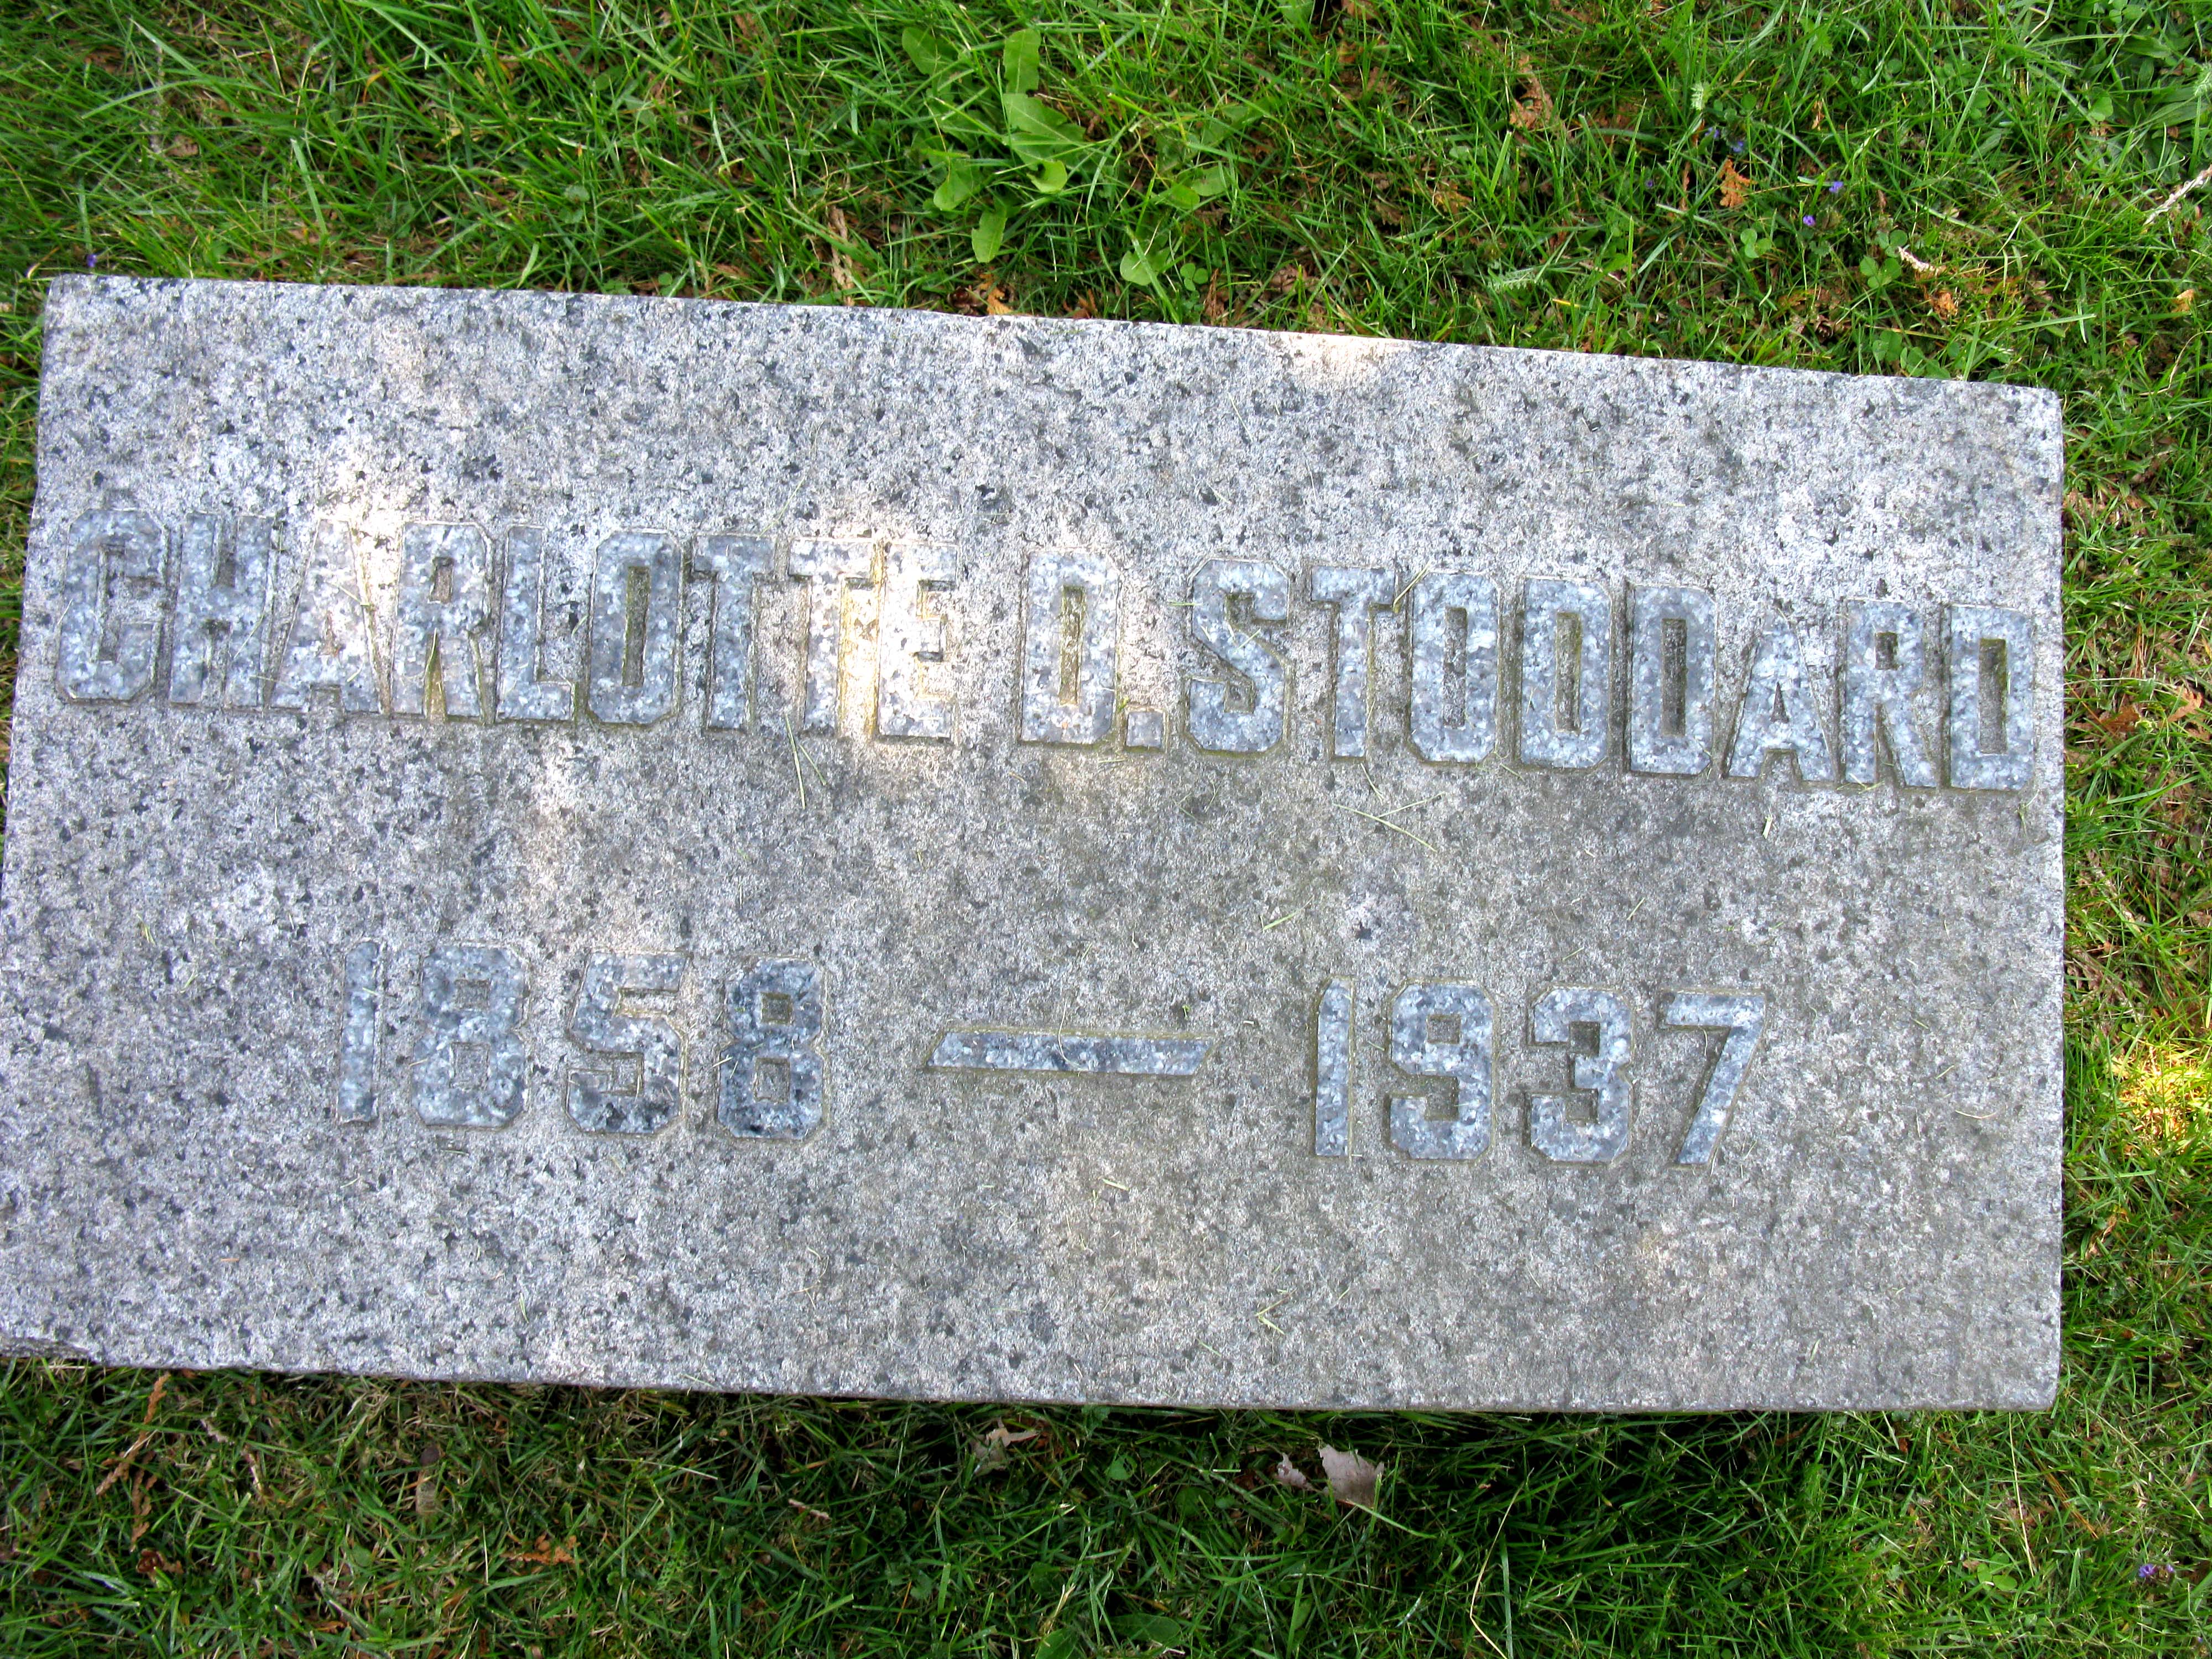 CHARLOTTE D. STODDARD
1858 — 1937